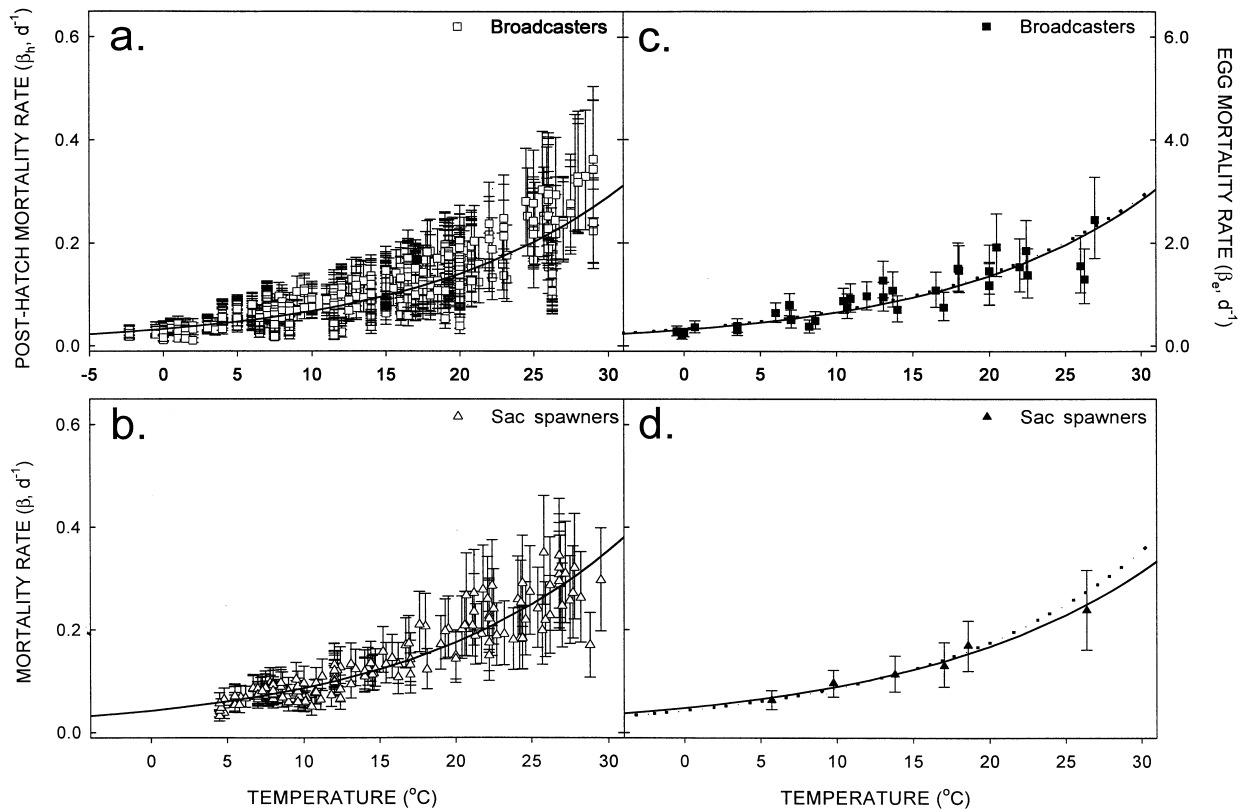 a.
Broadcasters
c.
Broadcasters
POST-HATCH MORTALITY RATE (βh, d-1)
0.6
0.4
0.2
0.0
-5 0 5 10 15 20 25 30
0 5 10 15 20 25 30
6.0
4.0
2.0
0.0
EGG MORTALITY RATE (βe, d-1)
b.
Sac spawners
d.
Sac spawners
MORTALITY RATE (β, d-1)
0.6
0.4
0.2
0.0
0 5 10 15 20 25 30
0 5 10 15 20 25 30
TEMPERATURE (oC)
TEMPERATURE (oC)